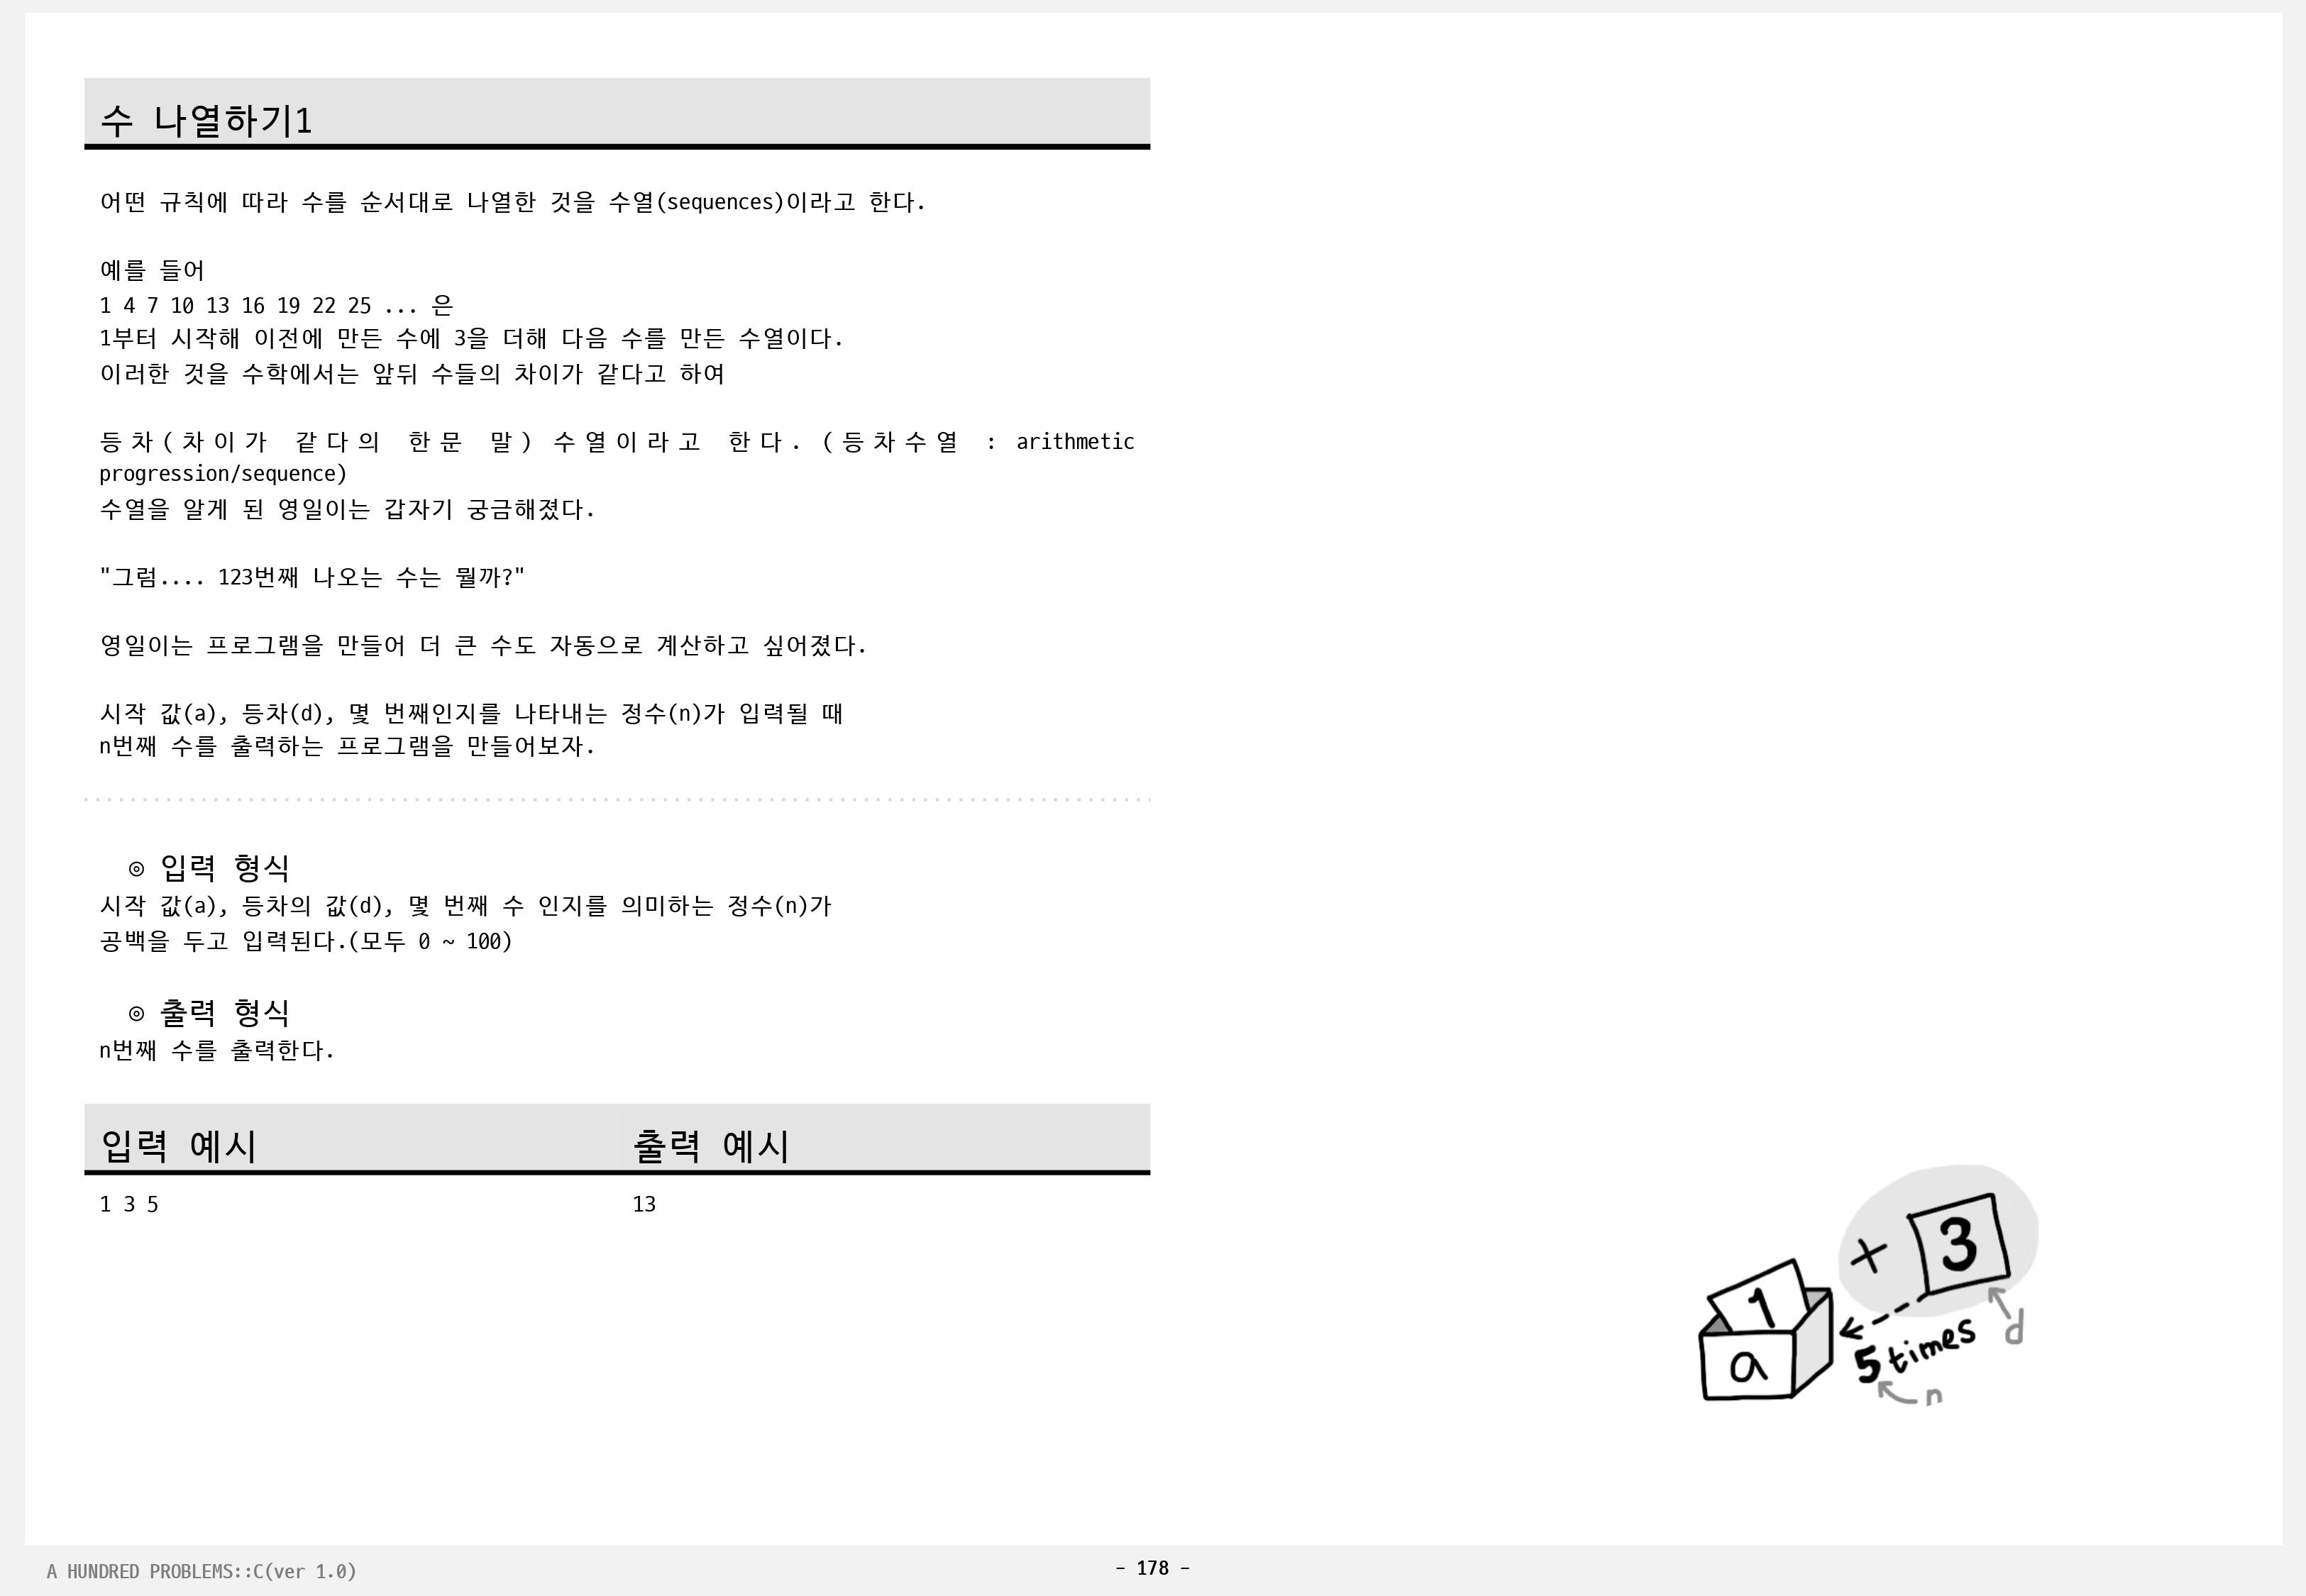 수 나열하기1
어떤 규칙에 따라 수를 순서대로 나열한 것을 수열(sequences)이라고 한다.
예를 들어
1 4 7 10 13 16 19 22 25 ... 은
1부터 시작해 이전에 만든 수에 3을 더해 다음 수를 만든 수열이다.
이러한 것을 수학에서는 앞뒤 수들의 차이가 같다고 하여
등차(차이가 같다의 한문 말) 수열이라고 한다. (등차수열 : arithmetic
progression/sequence)
수열을 알게 된 영일이는 갑자기 궁금해졌다.
"그럼.... 123번째 나오는 수는 뭘까?"
영일이는 프로그램을 만들어 더 큰 수도 자동으로 계산하고 싶어졌다.
시작 값(a), 등차(d), 몇 번째인지를 나타내는 정수(n)가 입력될 때
n번째 수를 출력하는 프로그램을 만들어보자.
◎ 입력 형식
시작 값(a), 등차의 값(d), 몇 번째 수 인지를 의미하는 정수(n)가
공백을 두고 입력된다.(모두 0 ~ 100)
◎ 출력 형식
n번째 수를 출력한다.
입력 예시 출력 예시
1 3 5 13
+ 3
1
a
d
5 times
n
A HUNDRED PROBLEMS::C(ver 1.0)
- 178 -